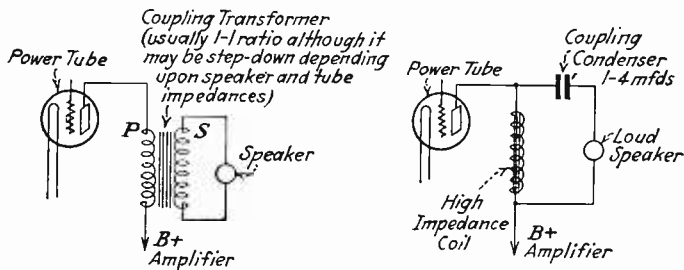 Coupling Transformer
(usually 1-1 ratio although it
may be step-down depending
upon speaker and tube
impedances)
Power Tube
P
S
Speaker
B+
Amplifier
Coupling
Condenser
1-4 mfds
Power Tube
Loud
Speaker
High
Impedance
Coil
B+
Amplifier